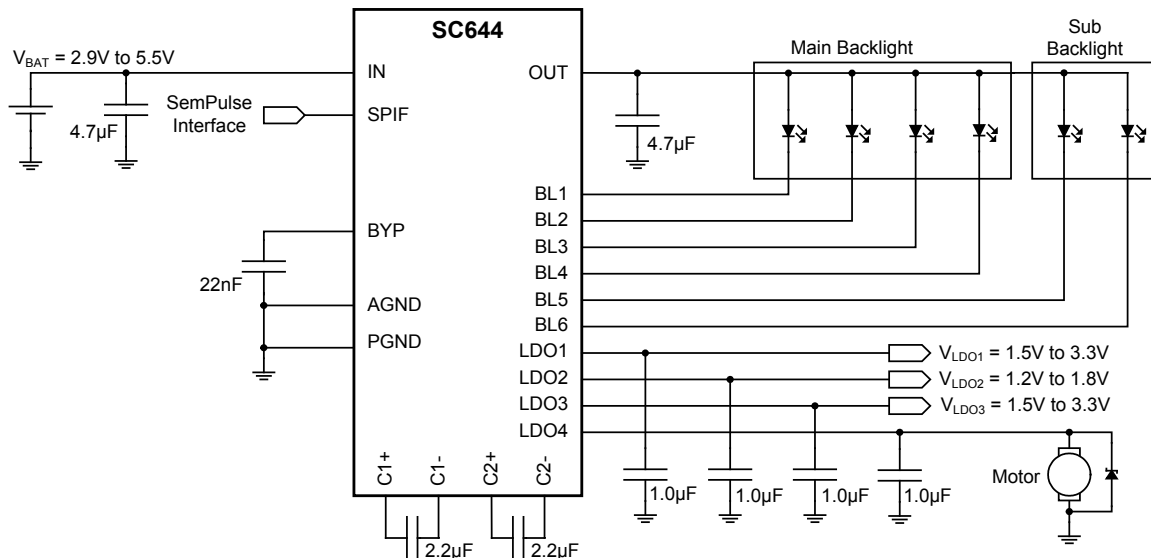 SC644
V_BAT = 2.9V to 5.5V
4.7µF
SemPulse
Interface
IN
SPIF
BYP
22nF
AGND
PGND
C1+
C1-
C2+
C2-
2.2µF
2.2µF
OUT
4.7µF
Main Backlight
Sub
Backlight
BL1
BL2
BL3
BL4
BL5
BL6
LDO1
LDO2
LDO3
LDO4
V_LDO1 = 1.5V to 3.3V
V_LDO2 = 1.2V to 1.8V
V_LDO3 = 1.5V to 3.3V
1.0µF
1.0µF
1.0µF
1.0µF
Motor